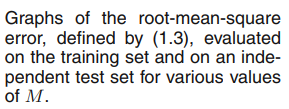 Graphs of the root-mean-square
error, defined by (1.3), evaluated
on the training set and on an inde-
pendent test set for various values
of M.